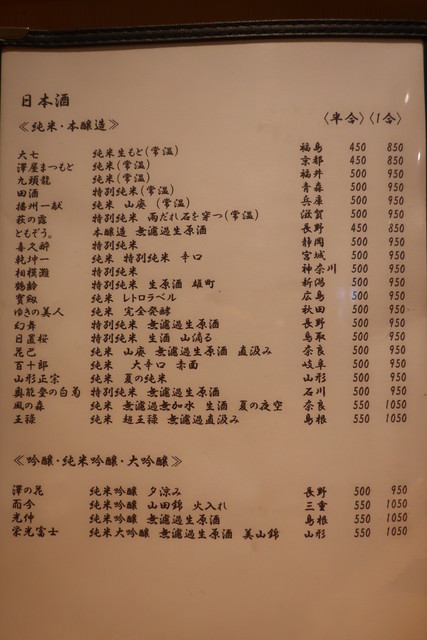 日本酒
≪純米・本醸造≫ 〈半合〉〈1合〉
大七 純米生もと(常温) 福島 450 850
澤屋まつもと 純米(常温) 京都 450 850
九頭龍 純米(常温) 福井 500 950
田酒 特別純米(常温) 青森 500 950
播州一献 純米 山廃 (常温) 兵庫 500 950
萩の露 特別純米 雨だれ石を穿つ(常温) 滋賀 500 950
ともぞう。 本醸造 無濾過生原酒 長野 450 850
喜久酔 特別純米 静岡 500 950
乾坤一 純米 特別純米 辛口 宮城 500 950
相模灘 特別純米 神奈川 500 950
鶴齢 特別純米 生原酒 雄町 新潟 500 950
寳剱 純米 レトロラベル 広島 500 950
ゆきの美人 純米 完全発酵 秋田 500 950
幻舞 特別純米 無濾過生原酒 長野 500 950
日置桜 特別純米 生酒 山滴る 鳥取 500 950
花巴 純米 山廃 無濾過生原酒 直汲み 奈良 500 950
百十郎 純米 大辛口 赤面 岐阜 500 950
山形正宗 純米 夏の純米 山形 500 950
奥能登の白菊 特別純米 無濾過生原酒 石川 500 950
風の森 純米 無濾過無加水 生酒 夏の夜空 奈良 550 1050
王祿 純米 超王祿 無濾過直汲み 島根 550 1050
≪吟醸・純米吟醸・大吟醸≫
澤の花 純米吟醸 夕涼み 長野 500 950
而今 純米吟醸 山田錦 火入れ 三重 550 1050
光仲 純米吟醸 無濾過生原酒 島根 550 1050
栄光冨士 純米大吟醸 無濾過生原酒 美山錦 山形 550 1050